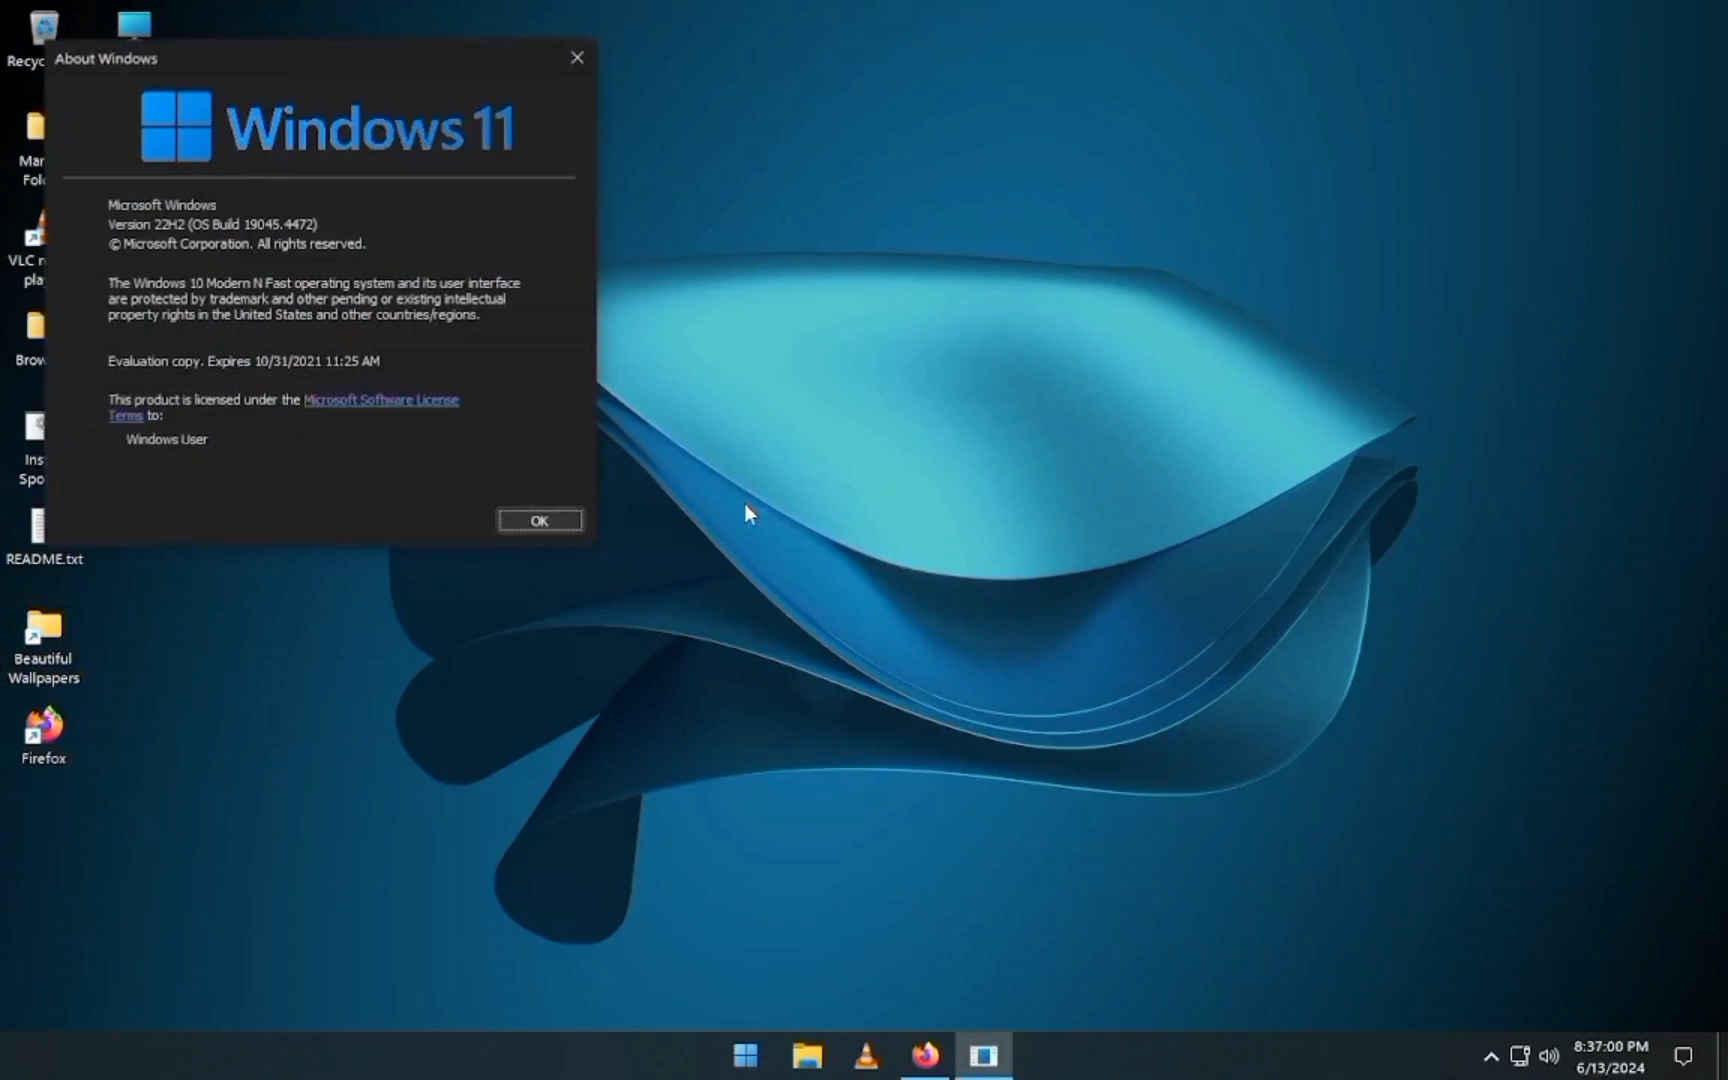 About Windows
Windows 11
Microsoft Windows
Version 22H2 (OS Build 19045.4472)
© Microsoft Corporation. All rights reserved.
The Windows 10 Modern N Fast operating system and its user interface
are protected by trademark and other pending or existing intellectual
property rights in the United States and other countries/regions.
Evaluation copy. Expires 10/31/2021 11:25 AM
This product is licensed under the Microsoft Software License
Terms to:
Windows User
OK
Recyc
Mar
Fol
VLC
pla
Brow
Ins
Spo
README.txt
Beautiful
Wallpapers
Firefox
8:37:00 PM
6/13/2024